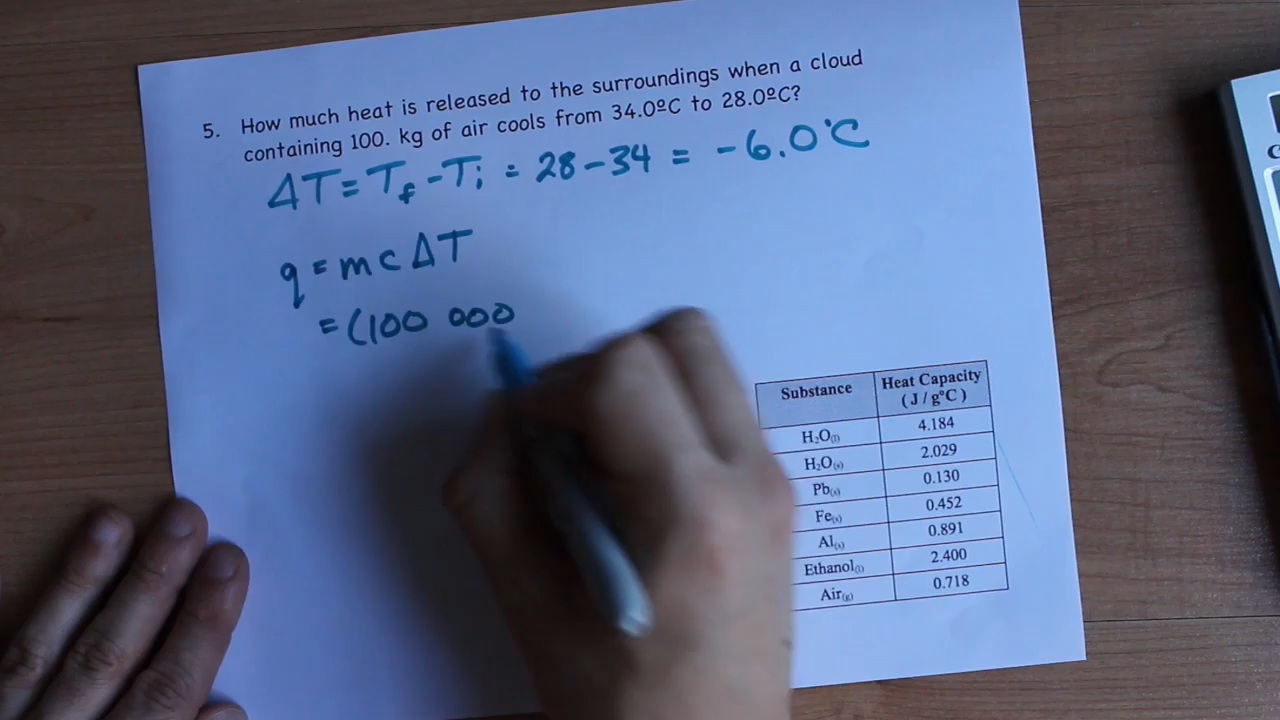 5. How much heat is released to the surroundings when a cloud
containing 100. kg of air cools from 34.0ºC to 28.0ºC?
ΔT = Tf - Ti = 28 - 34 = -6.0°C
q = mcΔT
= (100 000
Substance Heat Capacity (J / g°C)
H₂O(l) 4.184
H₂O(s) 2.029
Pb(s) 0.130
Fe(s) 0.452
Al(s) 0.891
Ethanol(l) 2.400
Air(g) 0.718